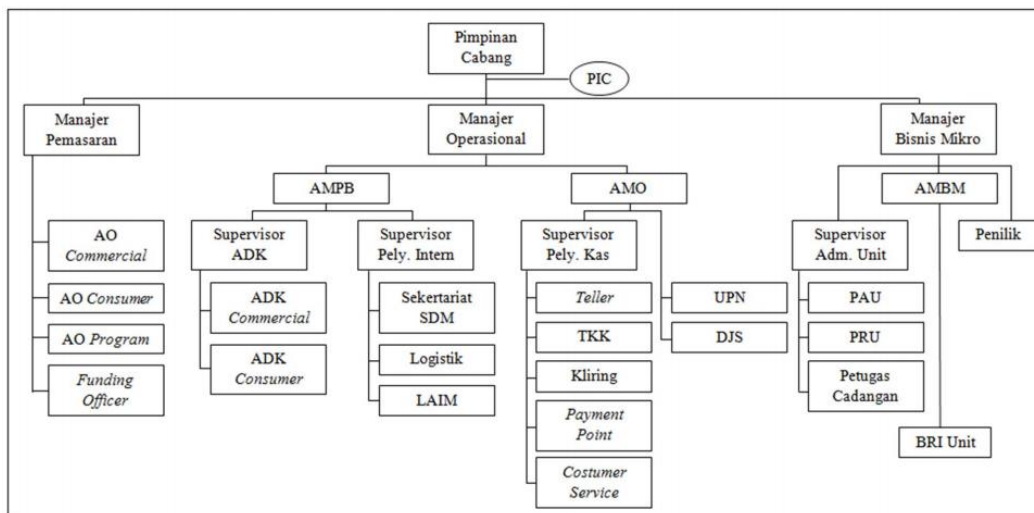 Pimpinan
Cabang
PIC
Manajer
Pemasaran
Manajer
Operasional
Manajer
Bisnis Mikro
AMPB
AMO
AMBM
AO
Commercial
AO Consumer
AO Program
Funding
Officer
Supervisor
ADK
ADK
Commercial
ADK
Consumer
Supervisor
Pely. Intern
Sekertariat
SDM
Logistik
LAIM
Supervisor
Pely. Kas
Teller
TKK
Kliring
Payment
Point
Costumer
Service
UPN
DJS
Supervisor
Adm. Unit
PAU
PRU
Petugas
Cadangan
BRI Unit
Penilik